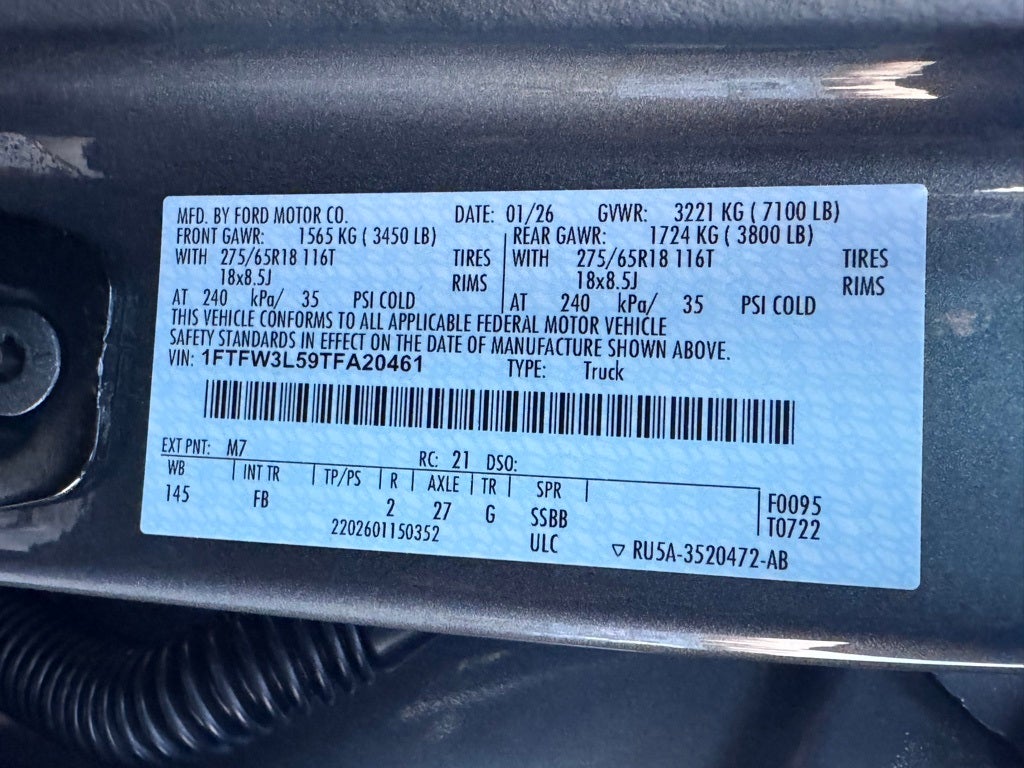 MFD. BY FORD MOTOR CO. DATE: 01/26 GVWR: 3221 KG ( 7100 LB)
FRONT GAWR: 1565 KG ( 3450 LB) REAR GAWR: 1724 KG ( 3800 LB)
WITH 275/65R18 116T TIRES WITH 275/65R18 116T TIRES
18x8.5J RIMS 18x8.5J RIMS
AT 240 kPa/ 35 PSI COLD AT 240 kPa/ 35 PSI COLD
THIS VEHICLE CONFORMS TO ALL APPLICABLE FEDERAL MOTOR VEHICLE
SAFETY STANDARDS IN EFFECT ON THE DATE OF MANUFACTURE SHOWN ABOVE.
VIN: 1FTFW3L59TFA20461 TYPE: Truck
EXT PNT: M7 RC: 21 DSO:
WB INT TR TP/PS R AXLE TR SPR
145 FB 2 27 G SSBB F0095
T0722
2202601150352 ULC ▽ RU5A-3520472-AB